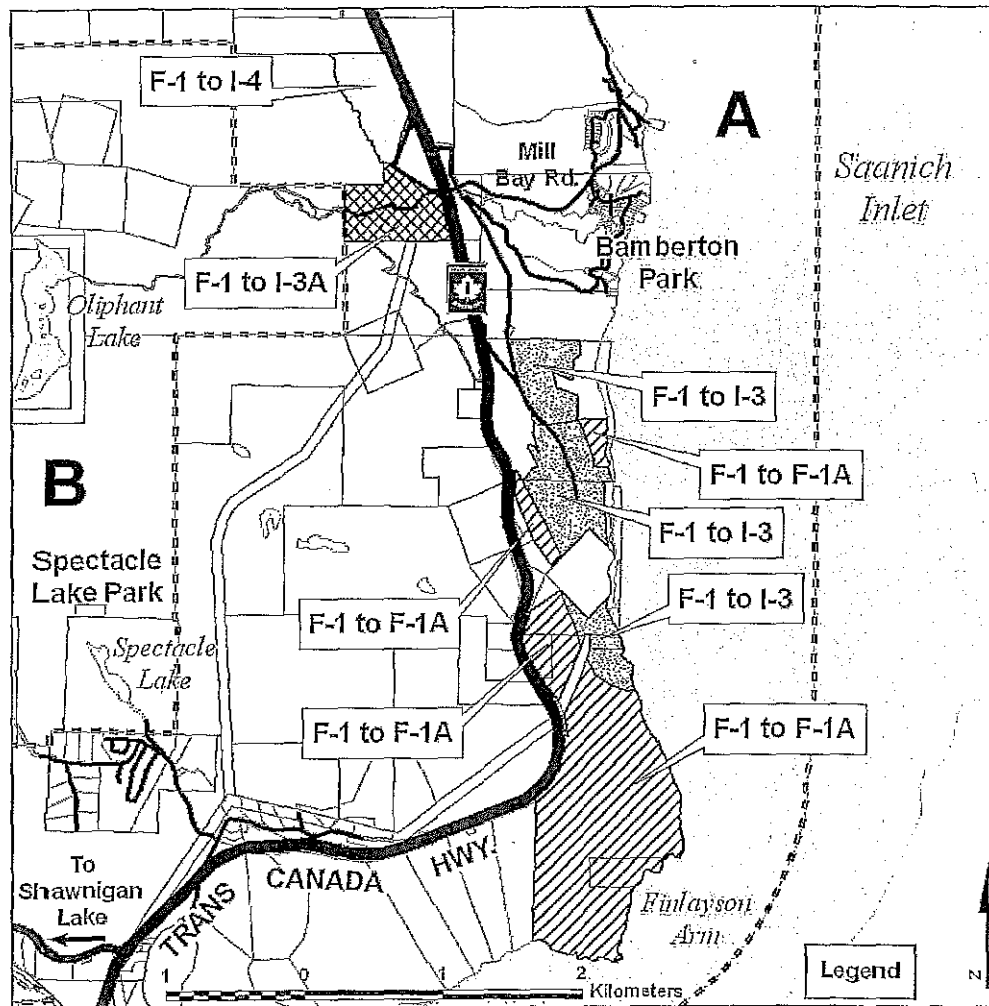 F-1 to I-4
A
Mill
Bay Rd.
Saanich
Inlet
Bamberton
Park
F-1 to I-3A
1
Oliphant
Lake
F-1 to I-3
F-1 to F-1A
B
F-1 to I-3
Spectacle
Lake Park
F-1 to I-3
F-1 to F-1A
Spectacle
Lake
F-1 to F-1A
F-1 to F-1A
To
Shawnigan
Lake
TRANS
CANADA
HWY.
Finlayson
Arm
1 0 1 2
Kilometers
Legend
N